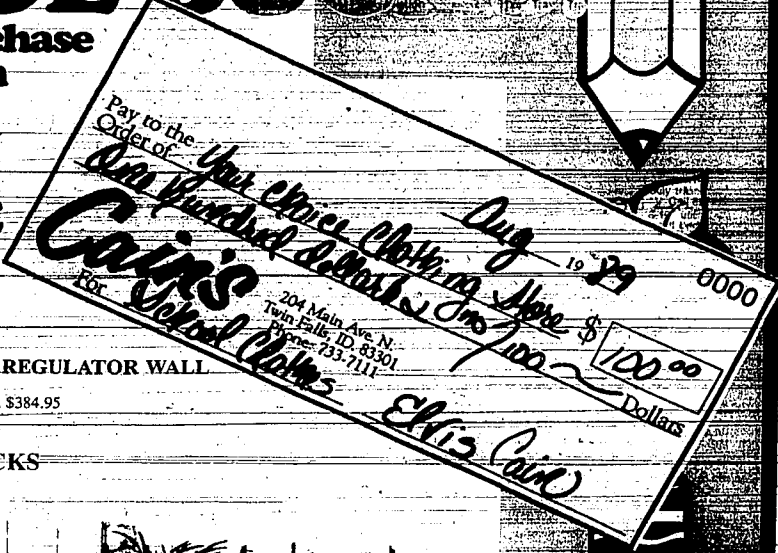 chase
Aug 19 89
0000
Pay to the
Order of Your Choice Clothing Store $ 100.00
One Hundred dollars & no/100 Dollars
Cain's
204 Main Ave. N.
Twin Falls, ID. 83301
Phone: 733-7111
For School Clothes Elvis Cain
REGULATOR WALL
$384.95
CKS